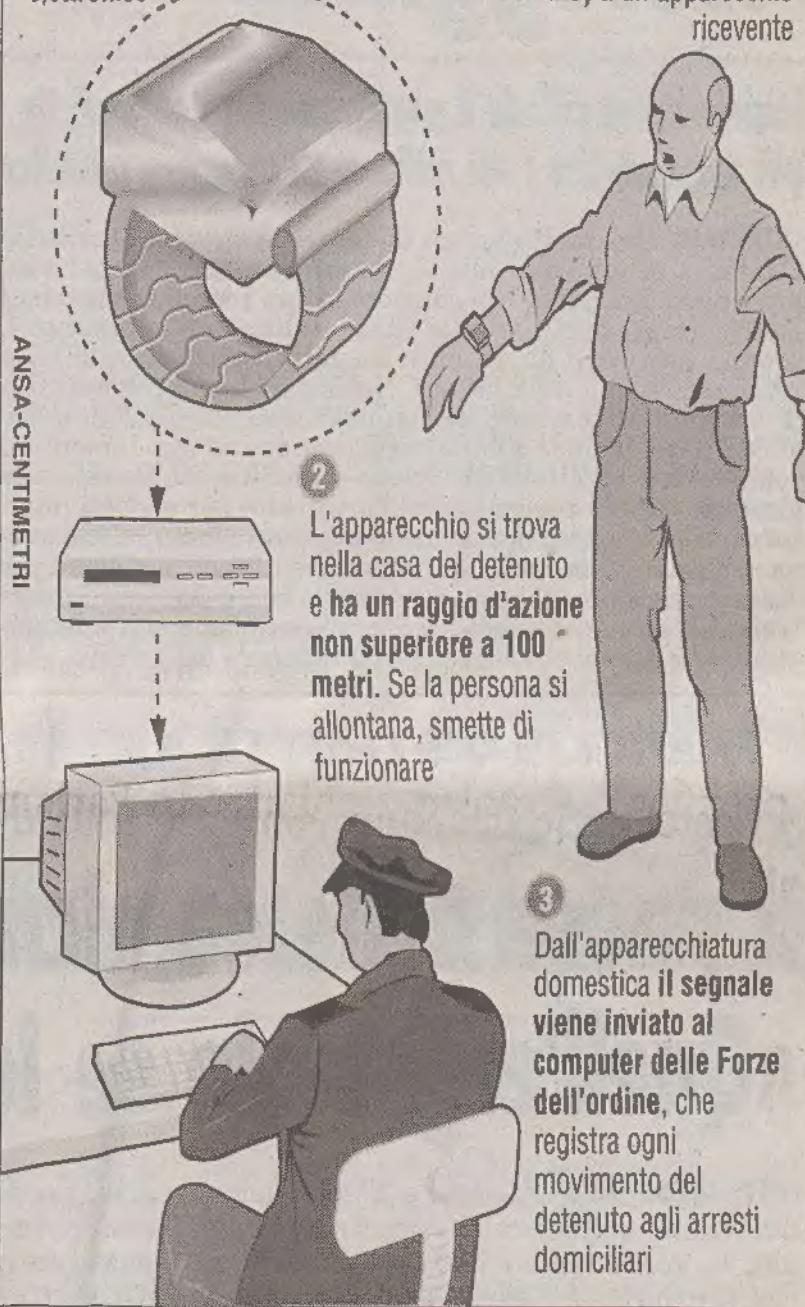 ricevente
ANSA-CENTIMETRI
2
L'apparecchio si trova
nella casa del detenuto
e ha un raggio d'azione
non superiore a 100
metri. Se la persona si
allontana, smette di
funzionare
3
Dall'apparecchiatura
domestica il segnale
viene inviato al
computer delle Forze
dell'ordine, che
registra ogni
movimento del
detenuto agli arresti
domiciliari